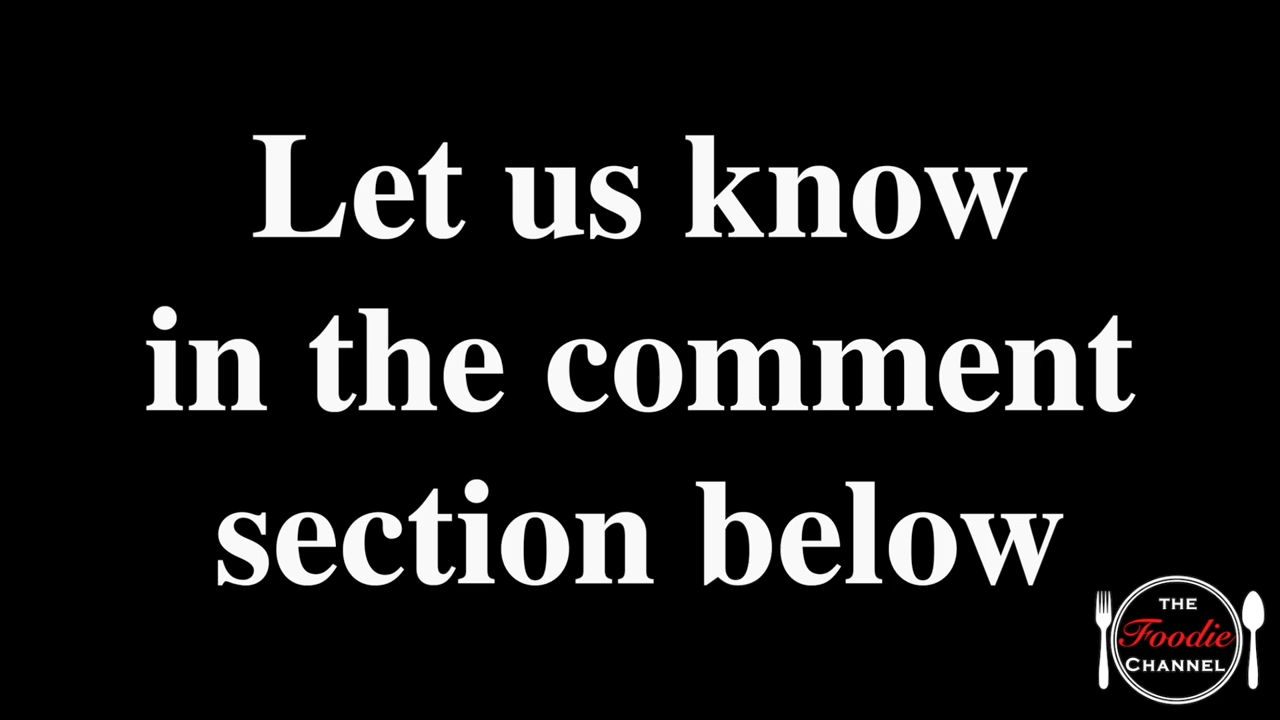 Let us know
in the comment
section below
THE
Foodie
CHANNEL